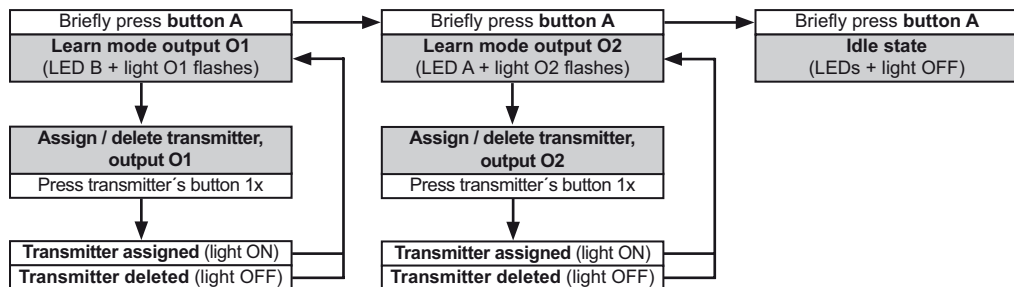 Briefly press button A
Learn mode output O1
(LED B + light O1 flashes)
Assign / delete transmitter,
output O1
Press transmitter´s button 1x
Transmitter assigned (light ON)
Transmitter deleted (light OFF)
Briefly press button A
Learn mode output O2
(LED A + light O2 flashes)
Assign / delete transmitter,
output O2
Press transmitter´s button 1x
Transmitter assigned (light ON)
Transmitter deleted (light OFF)
Briefly press button A
Idle state
(LEDs + light OFF)